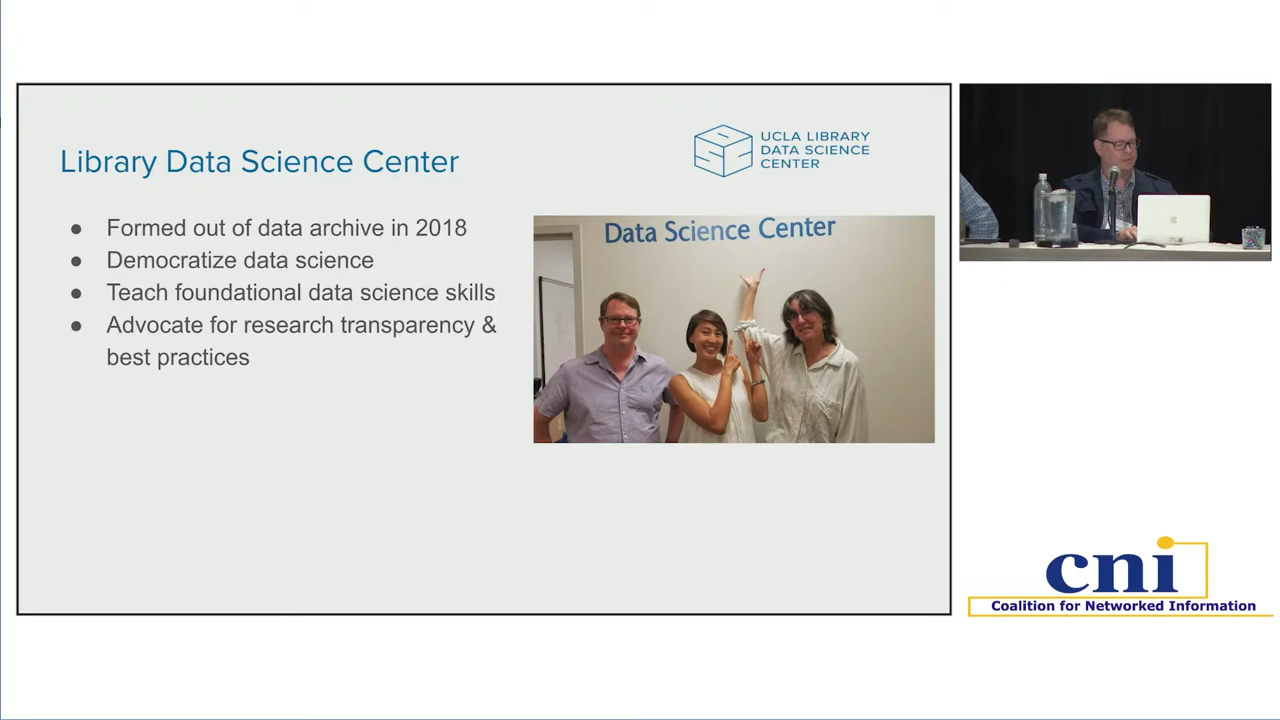 Library Data Science Center
UCLA LIBRARY
DATA SCIENCE
CENTER
● Formed out of data archive in 2018
● Democratize data science
● Teach foundational data science skills
● Advocate for research transparency &
best practices
Data Science Center
cni
Coalition for Networked Information